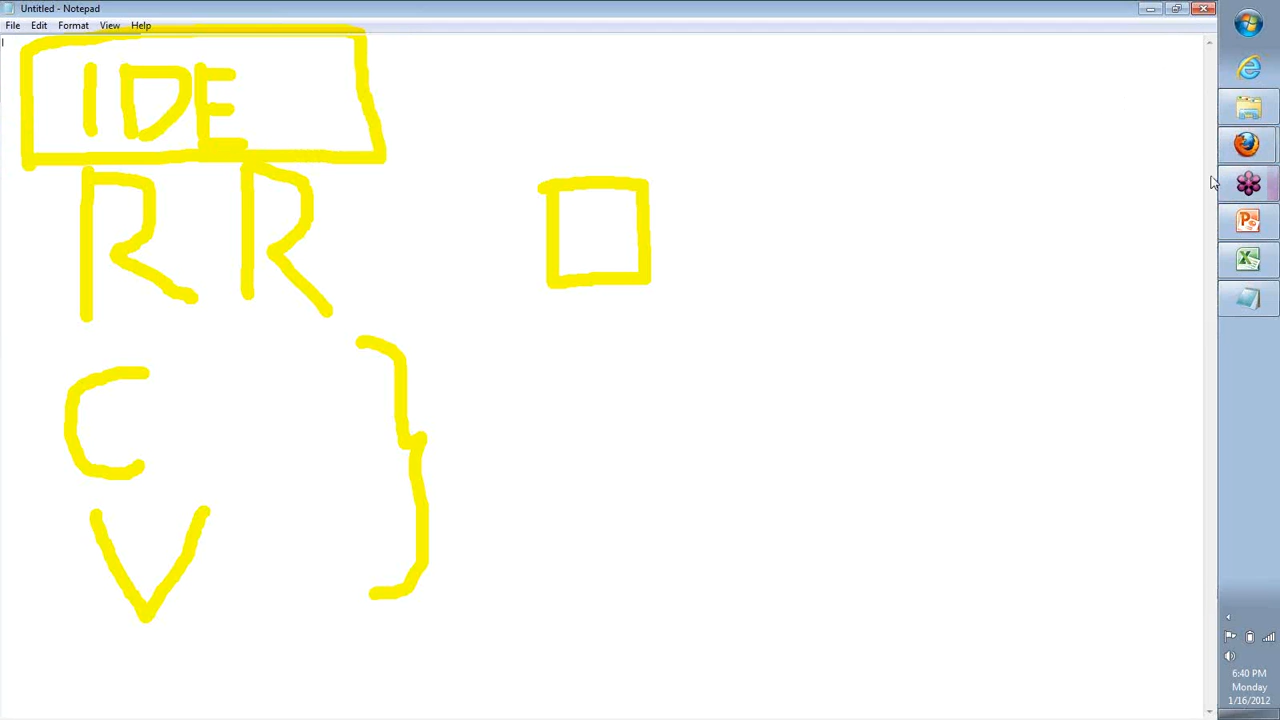 Untitled - Notepad
File Edit Format View Help
IDE
R R
C
V
6:40 PM
Monday
1/16/2012